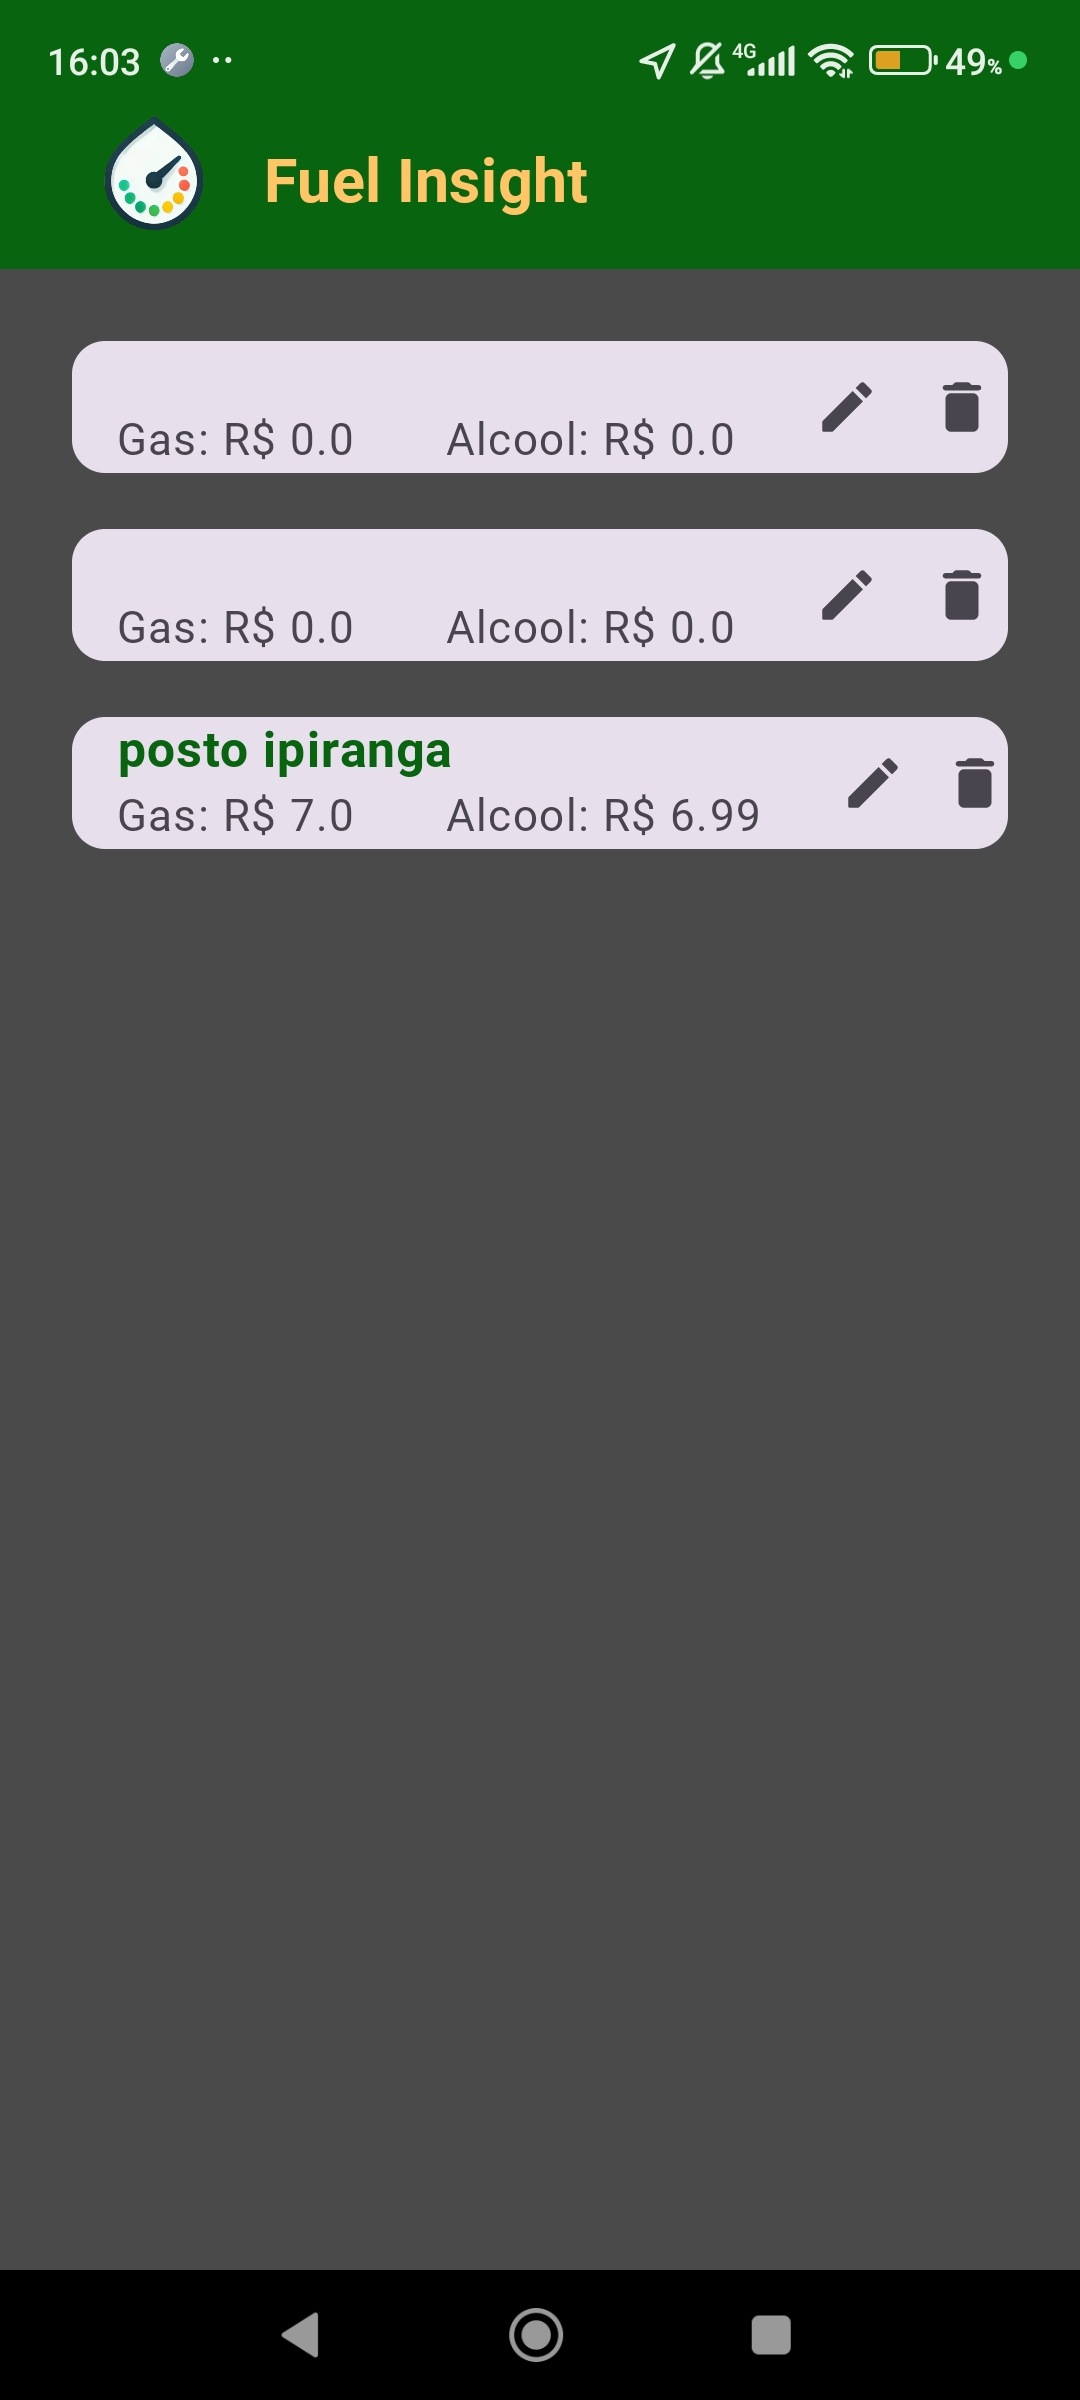 16:03
4G
49%
Fuel Insight
Gas: R$ 0.0 Alcool: R$ 0.0
Gas: R$ 0.0 Alcool: R$ 0.0
posto ipiranga
Gas: R$ 7.0 Alcool: R$ 6.99